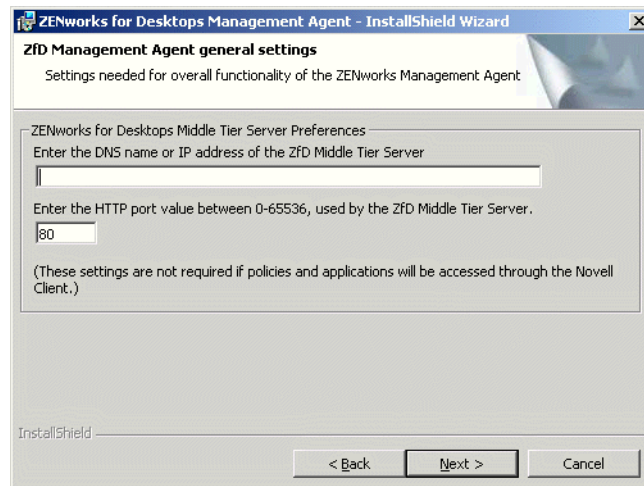 ZENworks for Desktops Management Agent - InstallShield Wizard
ZfD Management Agent general settings
Settings needed for overall functionality of the ZENworks Management Agent
ZENworks for Desktops Middle Tier Server Preferences
Enter the DNS name or IP address of the ZfD Middle Tier Server
Enter the HTTP port value between 0-65536, used by the ZfD Middle Tier Server.
80
(These settings are not required if policies and applications will be accessed through the Novell
Client.)
InstallShield
< Back Next > Cancel